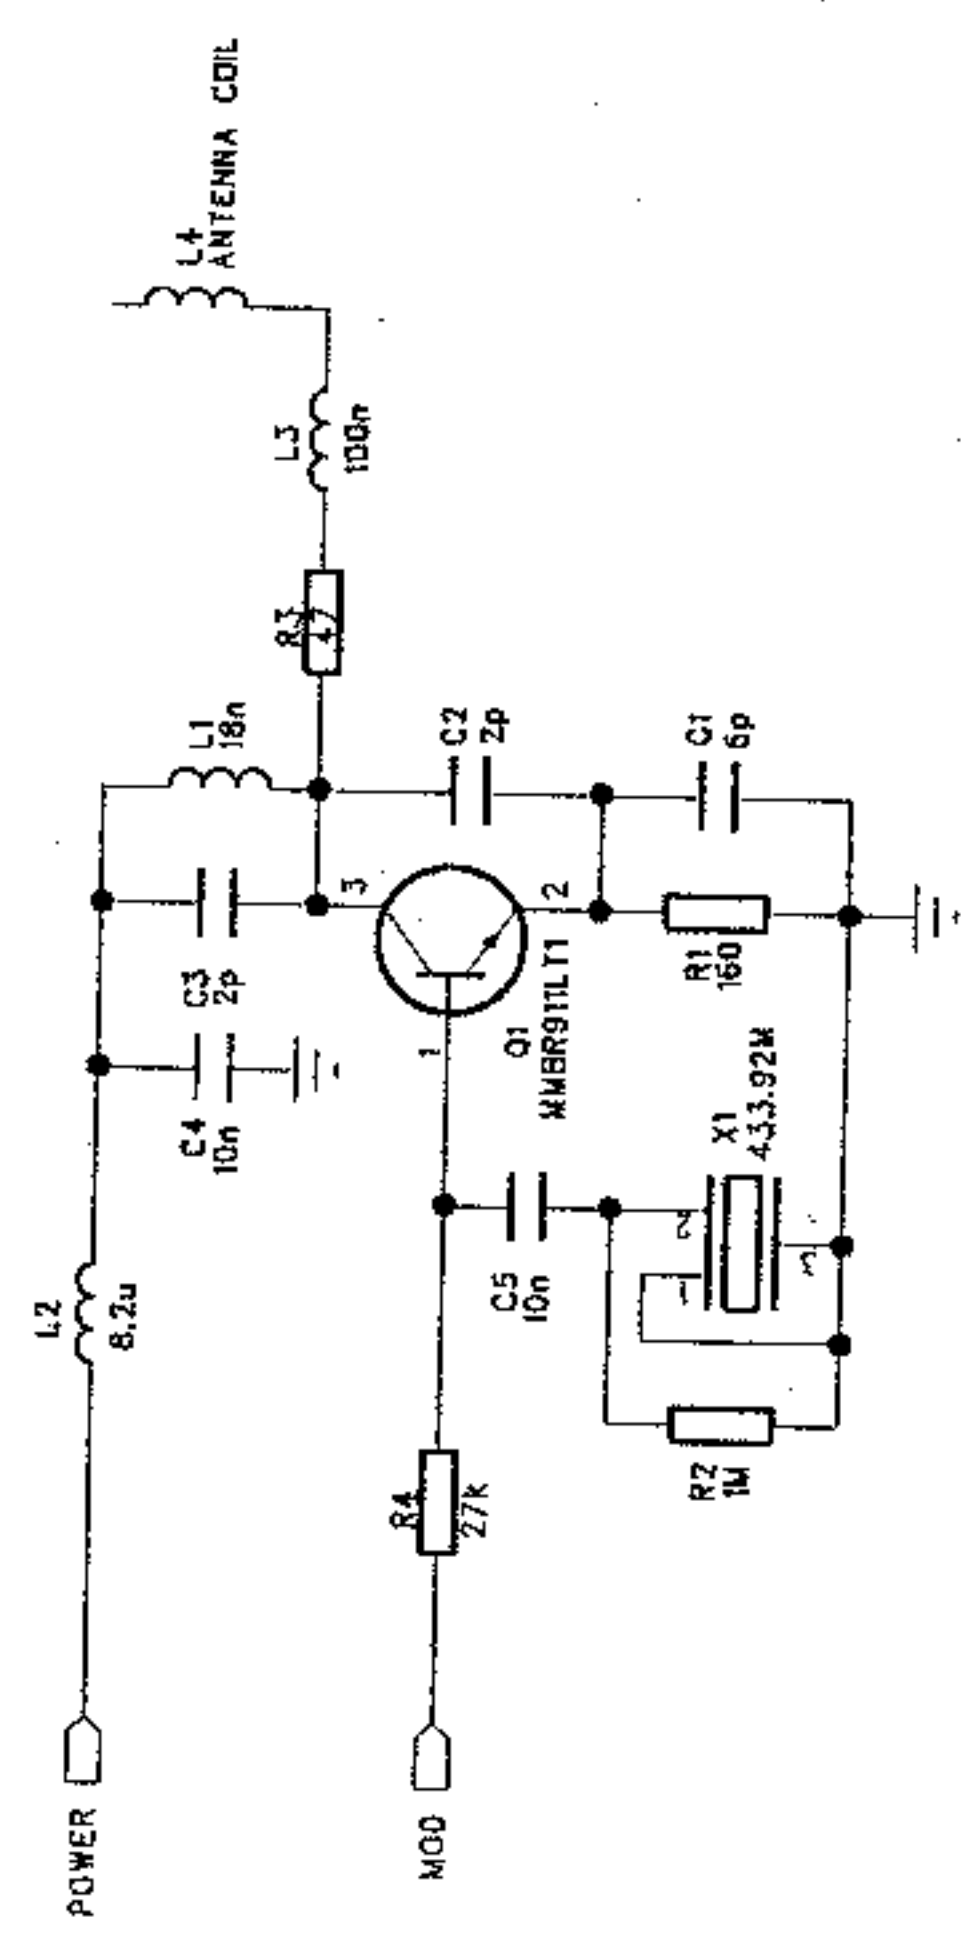 POWER
L2
8.2u
C4
10n
C3
2p
L1
18n
R3
L3
100n
L4
ANTENNA COIL
MOD
R4
27k
1
3
2
Q1
MMBR911LT1
C2
2p
C1
6p
C5
10n
R1
160
2
1
3
X1
433.92M
R2
1M